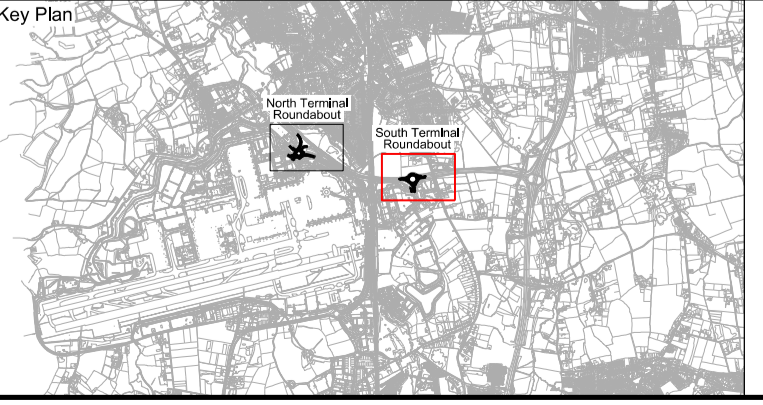 Key Plan
North Terminal
Roundabout
South Terminal
Roundabout